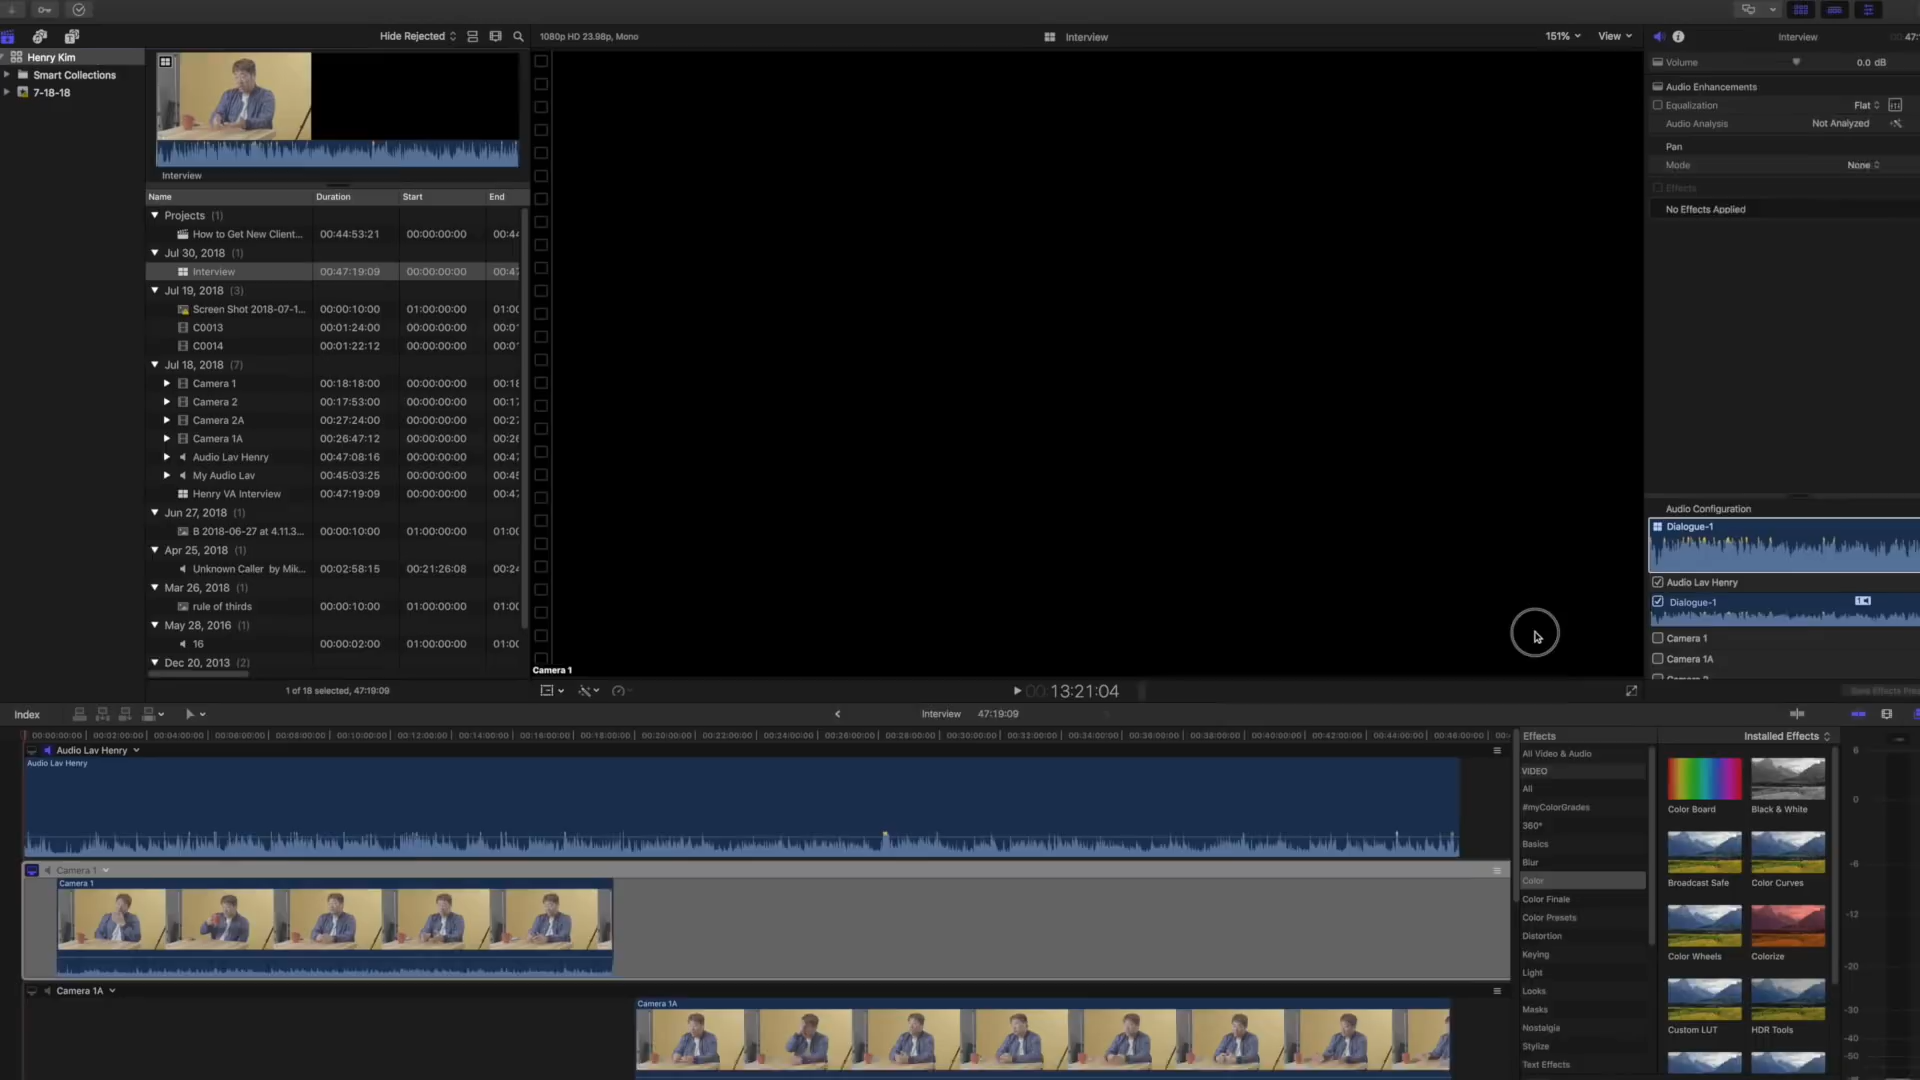 Hide Rejected
1080p HD 23.98p, Mono
Interview
151%
View
Interview
47:
Henry Kim
Smart Collections
7-18-18
Interview
Name Duration Start End
Projects (1)
How to Get New Client... 00:44:53:21 00:00:00:00 00:44
Jul 30, 2018 (1)
Interview 00:47:19:09 00:00:00:00 00:47
Jul 19, 2018 (3)
Screen Shot 2018-07-1... 00:00:10:00 01:00:00:00 01:00
C0013 00:01:24:00 00:00:00:00 00:0
C0014 00:01:22:12 00:00:00:00 00:0
Jul 18, 2018 (7)
Camera 1 00:18:18:00 00:00:00:00 00:18
Camera 2 00:17:53:00 00:00:00:00 00:17
Camera 2A 00:27:24:00 00:00:00:00 00:27
Camera 1A 00:26:47:12 00:00:00:00 00:26
Audio Lav Henry 00:47:08:16 00:00:00:00 00:47
My Audio Lav 00:45:03:25 00:00:00:00 00:45
Henry VA Interview 00:47:19:09 00:00:00:00 00:47
Jun 27, 2018 (1)
B 2018-06-27 at 4.11.3... 00:00:10:00 01:00:00:00 01:00
Apr 25, 2018 (1)
Unknown Caller by Mik... 00:02:58:15 00:21:26:08 00:24
Mar 26, 2018 (1)
rule of thirds 00:00:10:00 01:00:00:00 01:00
May 28, 2016 (1)
16 00:00:02:00 01:00:00:00 01:00
Dec 20, 2013 (2)
1 of 18 selected, 47:19:09
Camera 1
00: 13:21:04
Volume 0.0 dB
Audio Enhancements
Equalization Flat
Audio Analysis Not Analyzed
Pan
Mode None
Effects
No Effects Applied
Audio Configuration
Dialogue-1
Audio Lav Henry
Dialogue-1
Camera 1
Camera 1A
Index
Interview 47:19:09
00:00:00:00 00:02:00:00 00:04:00:00 00:06:00:00 00:08:00:00 00:10:00:00 00:12:00:00 00:14:00:00 00:16:00:00 00:18:00:00 00:20:00:00 00:22:00:00 00:24:00:00 00:26:00:00 00:28:00:00 00:30:00:00 00:32:00:00 00:34:00:00 00:36:00:00 00:38:00:00 00:40:00:00 00:42:00:00 00:44:00:00 00:46:00:00 00:
Audio Lav Henry
Audio Lav Henry
Camera 1
Camera 1
Camera 1A
Camera 1A
Effects
All Video & Audio
VIDEO
All
#myColorGrades
360°
Basics
Blur
Color
Color Finale
Color Presets
Distortion
Keying
Light
Looks
Masks
Nostalgia
Stylize
Text Effects
Installed Effects
Color Board Black & White
Broadcast Safe Color Curves
Color Wheels Colorize
Custom LUT HDR Tools
6
0
-6
-12
-20
-30
-40
-50